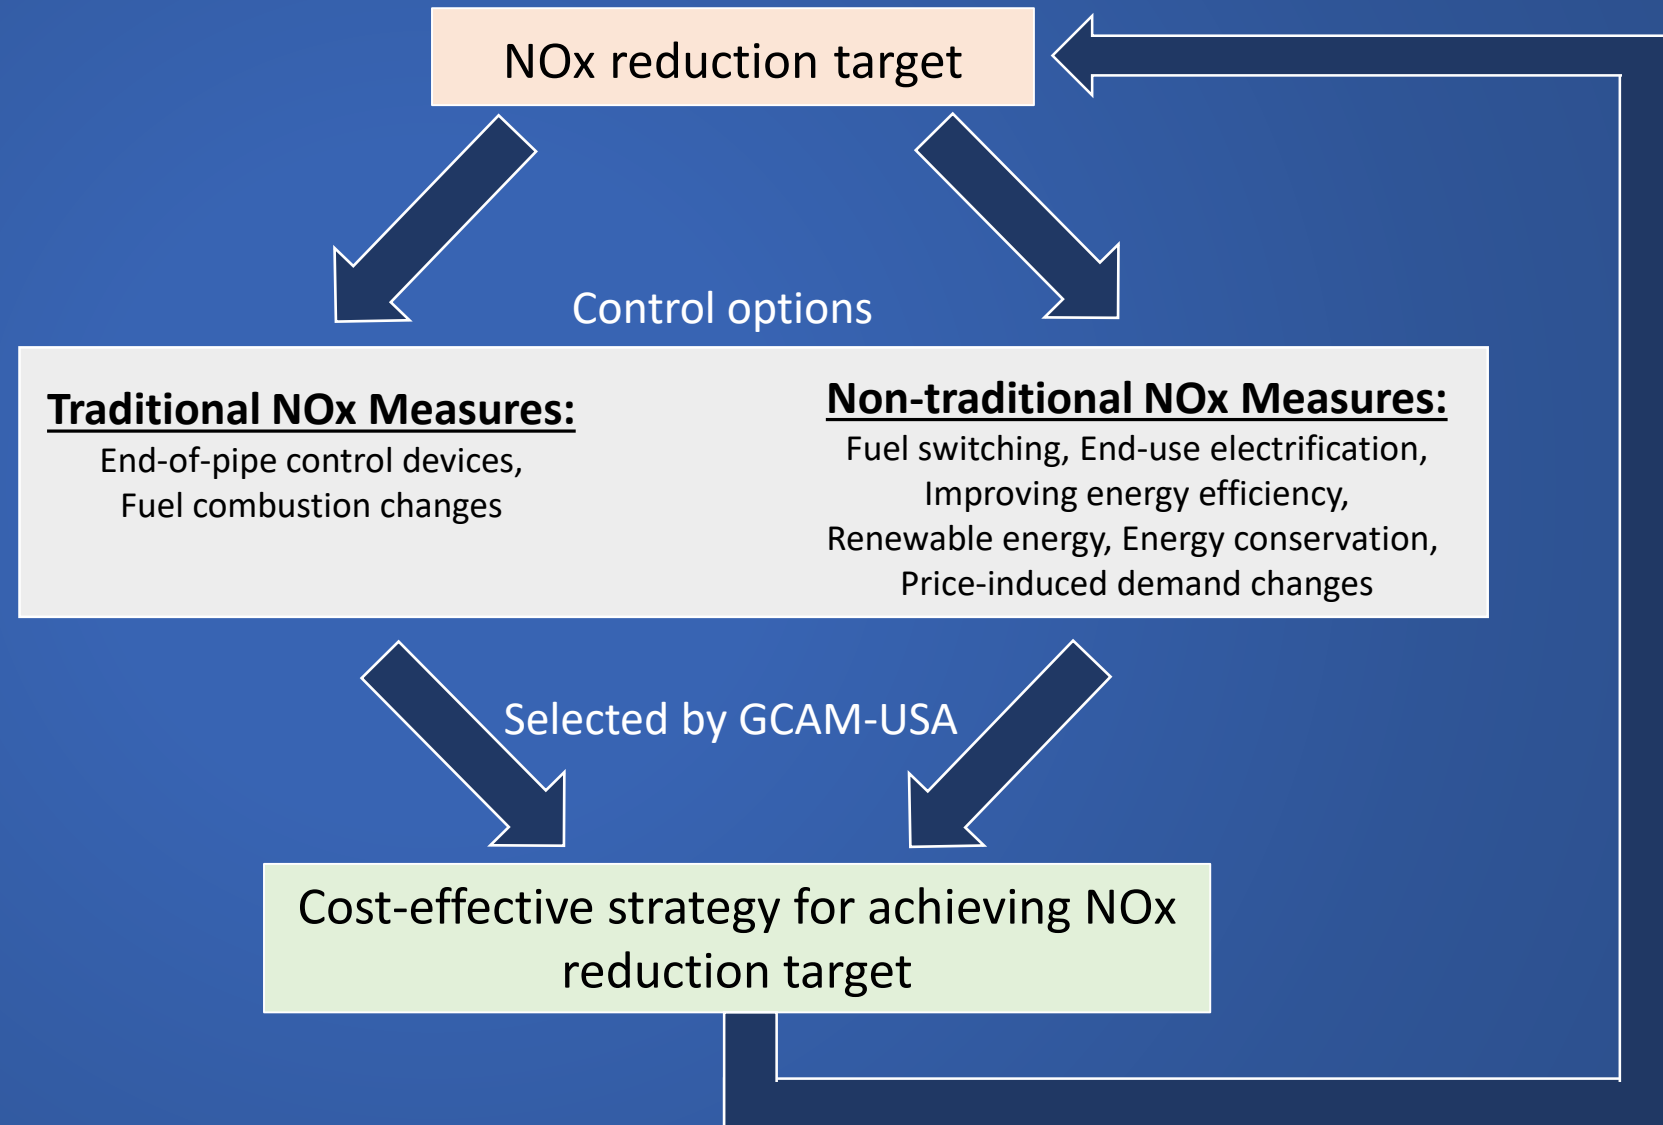 NOx reduction target
Control options
Traditional NOx Measures:
End-of-pipe control devices,
Fuel combustion changes
Non-traditional NOx Measures:
Fuel switching, End-use electrification,
Improving energy efficiency,
Renewable energy, Energy conservation,
Price-induced demand changes
Selected by GCAM-USA
Cost-effective strategy for achieving NOx
reduction target